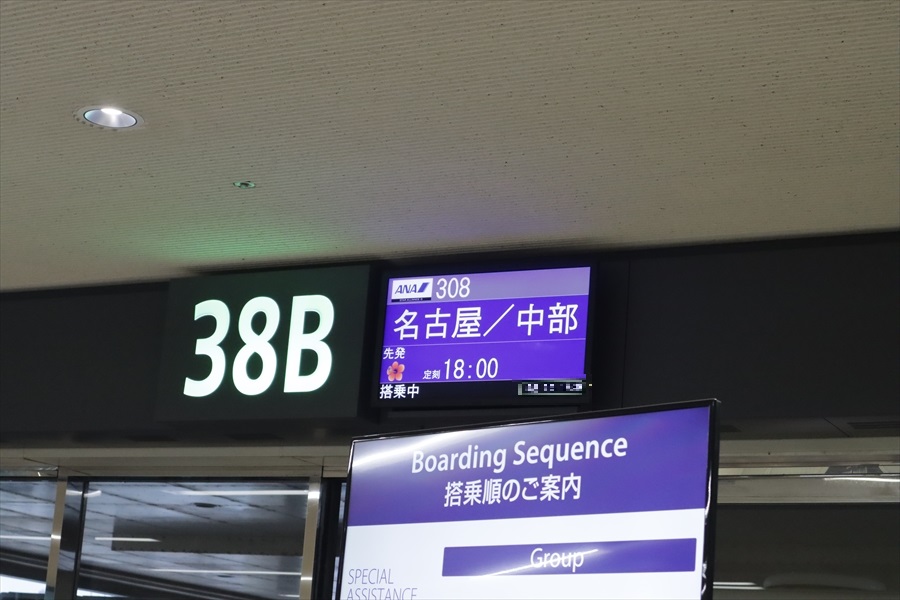 38B
ANA 308
名古屋／中部
先発
定刻 18:00
搭乗中
Boarding Sequence
搭乗順のご案内
Group
SPECIAL
ASSISTANCE